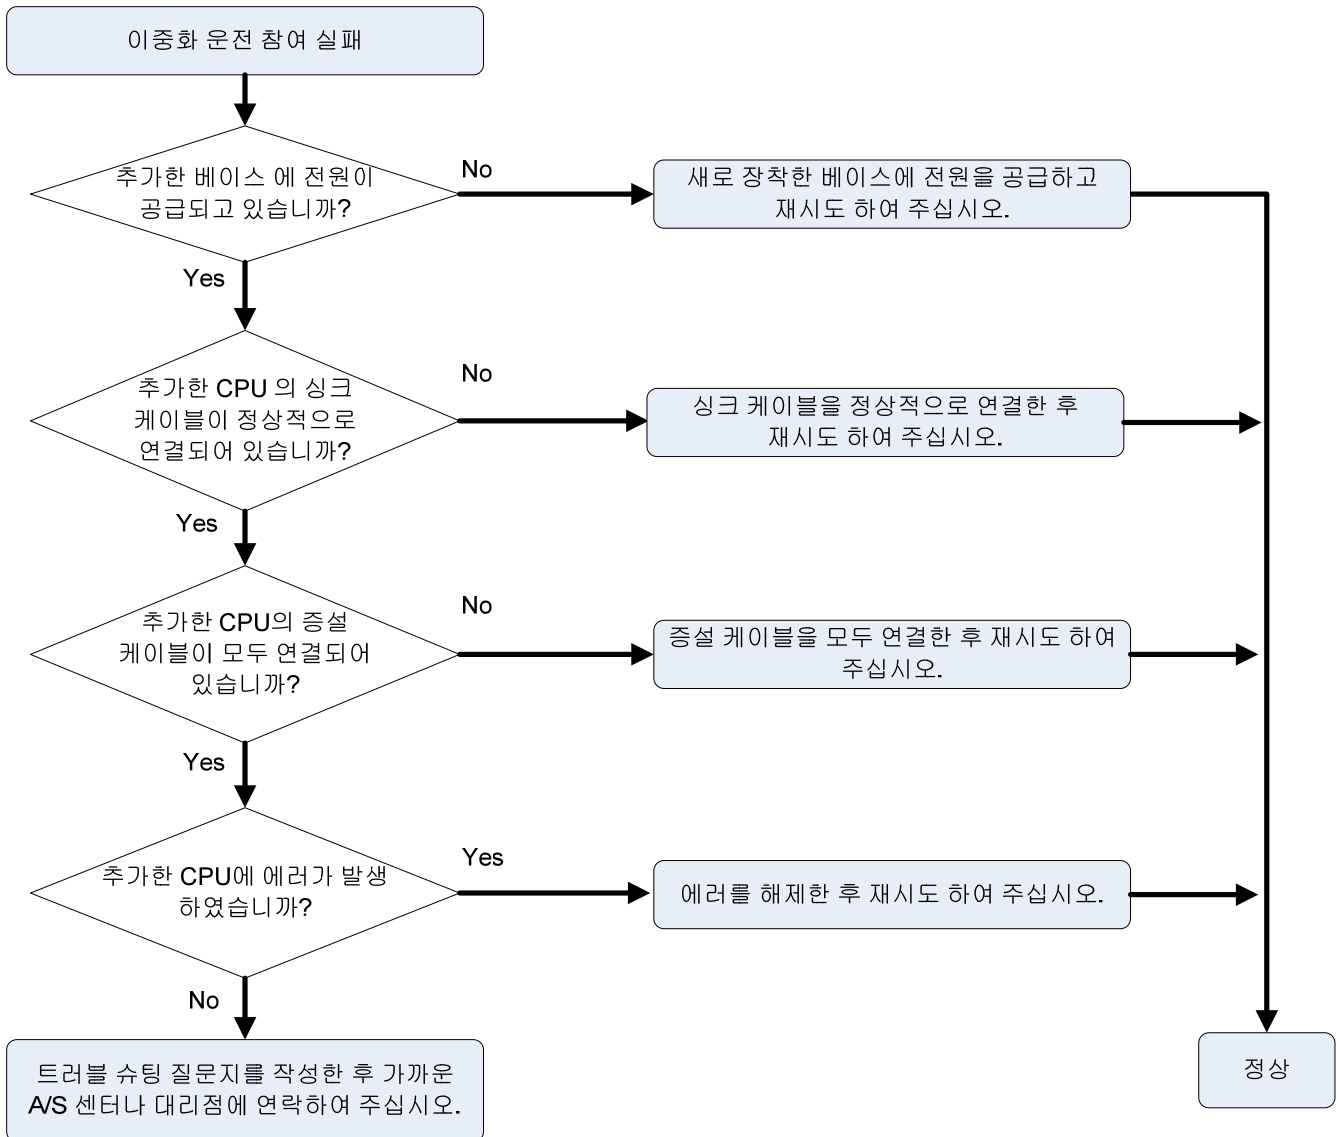 이중화 운전 참여 실패
추가한 베이스 에 전원이
공급되고 있습니까?
No
새로 장착한 베이스에 전원을 공급하고
재시도 하여 주십시오.
Yes
추가한 CPU 의 싱크
케이블이 정상적으로
연결되어 있습니까?
No
싱크 케이블을 정상적으로 연결한 후
재시도 하여 주십시오.
Yes
추가한 CPU의 증설
케이블이 모두 연결되어
있습니까?
No
증설 케이블을 모두 연결한 후 재시도 하여
주십시오.
Yes
추가한 CPU에 에러가 발생
하였습니까?
Yes
에러를 해제한 후 재시도 하여 주십시오.
No
트러블 슈팅 질문지를 작성한 후 가까운
A/S 센터나 대리점에 연락하여 주십시오.
정상